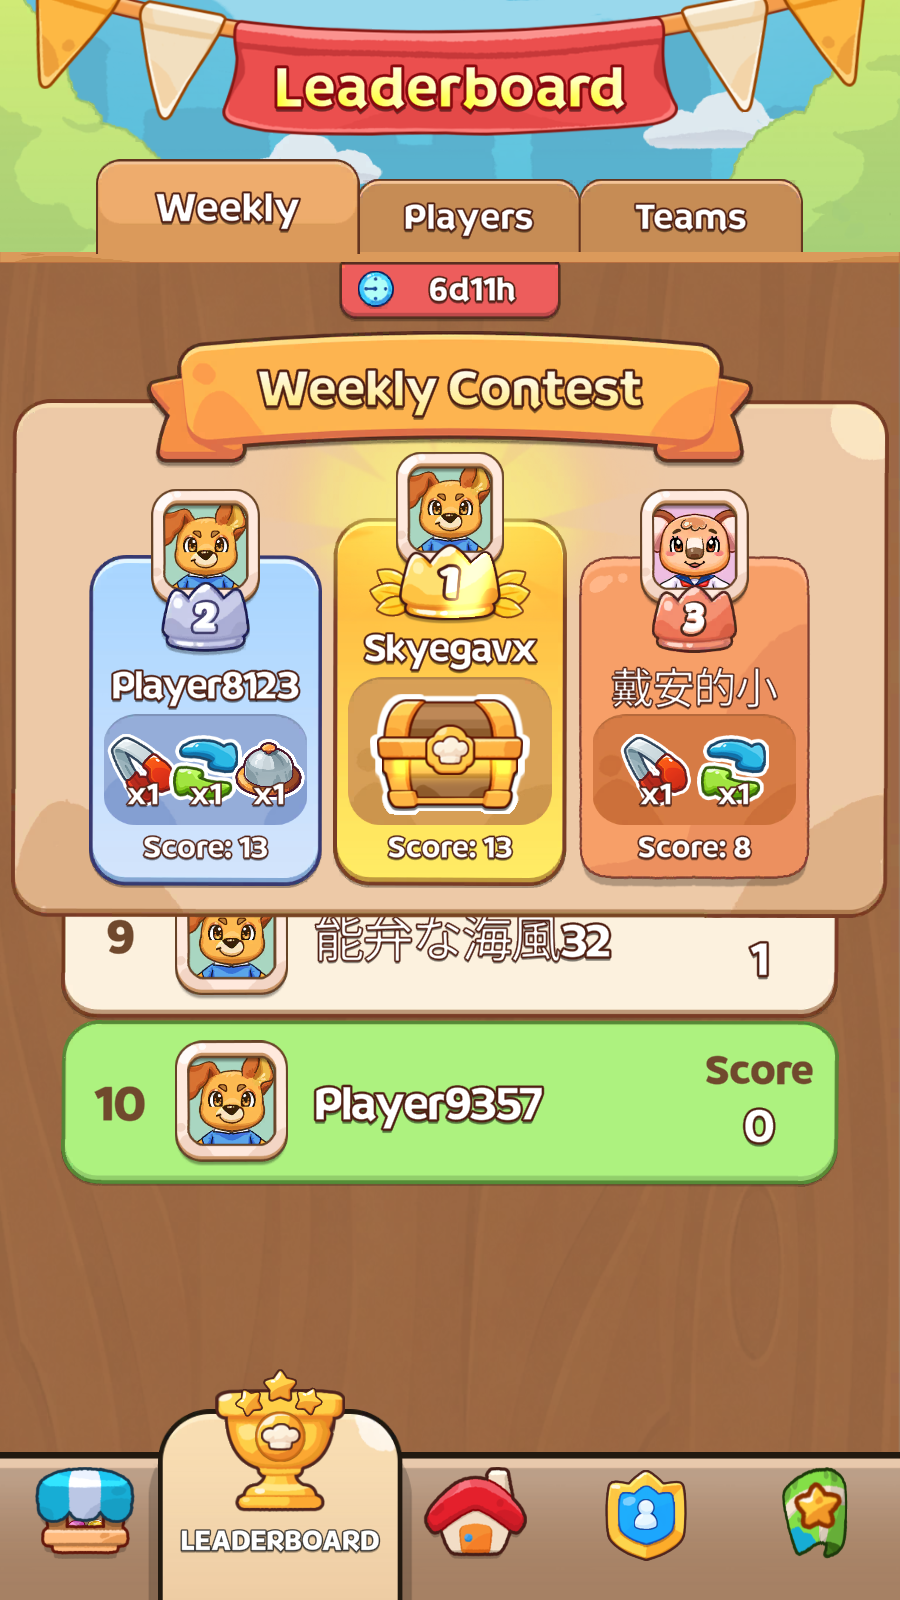 Leaderboard
Weekly
Players
Teams
6d11h
Weekly Contest
2
1
3
Player8123
Skyegavx
戴安的小
x1
x1
x1
x1
x1
Score: 13
Score: 13
Score: 8
9
能弁な海風32
1
10
Player9357
Score
0
LEADERBOARD